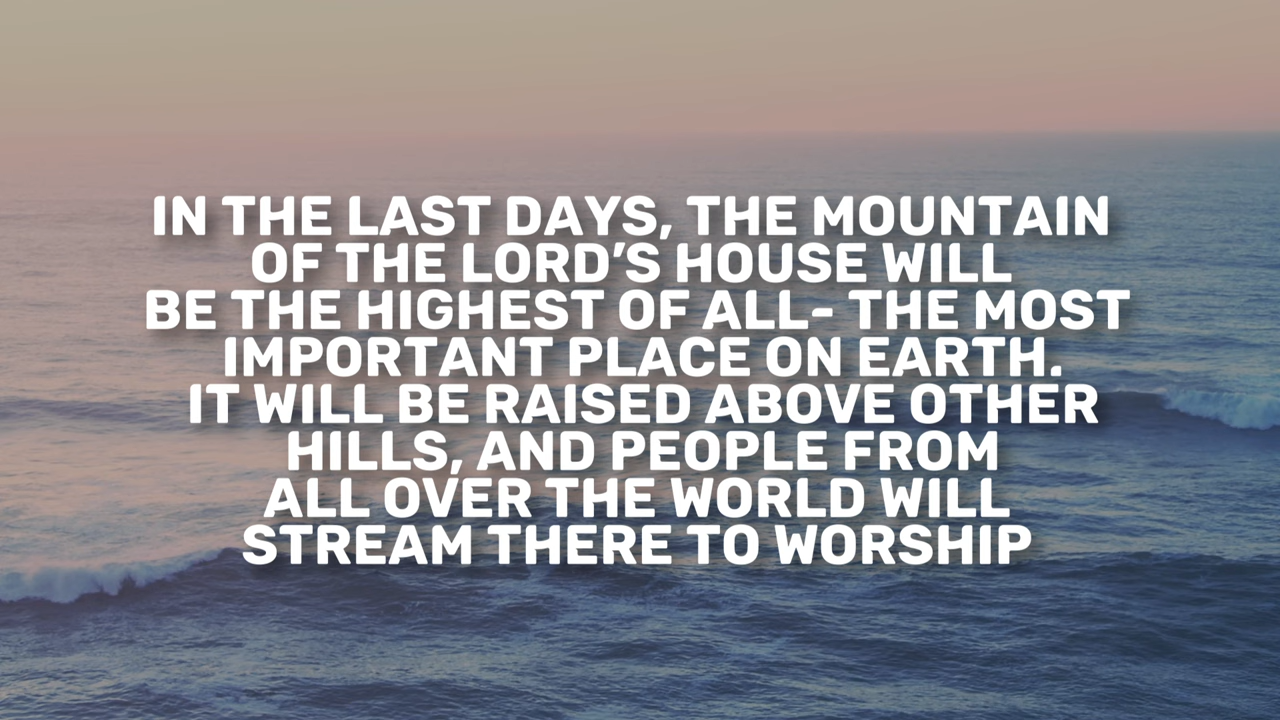 IN THE LAST DAYS, THE MOUNTAIN
OF THE LORD’S HOUSE WILL
BE THE HIGHEST OF ALL- THE MOST
IMPORTANT PLACE ON EARTH.
IT WILL BE RAISED ABOVE OTHER
HILLS, AND PEOPLE FROM
ALL OVER THE WORLD WILL
STREAM THERE TO WORSHIP